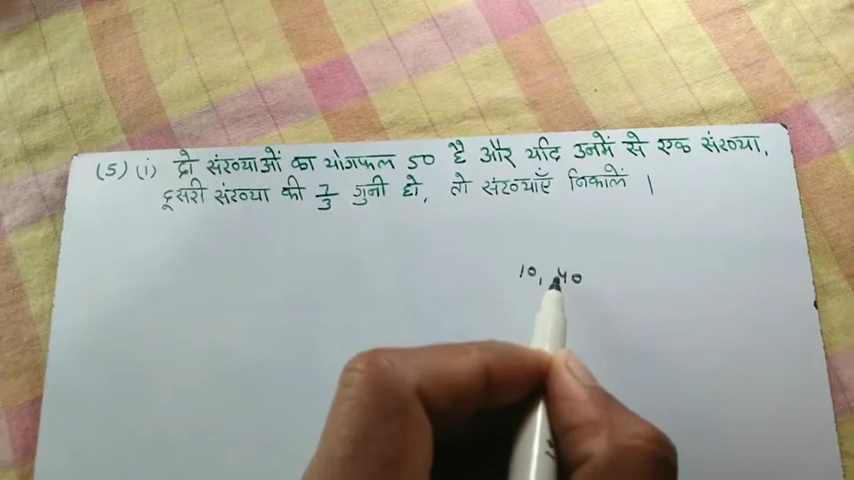 (5) (i) दो संख्याओं का योगफल 50 है और यदि उनमें से एक संख्या,
दूसरी संख्या की 7/3 गुनी हो, तो संख्याएँ निकालें ।
10, 40